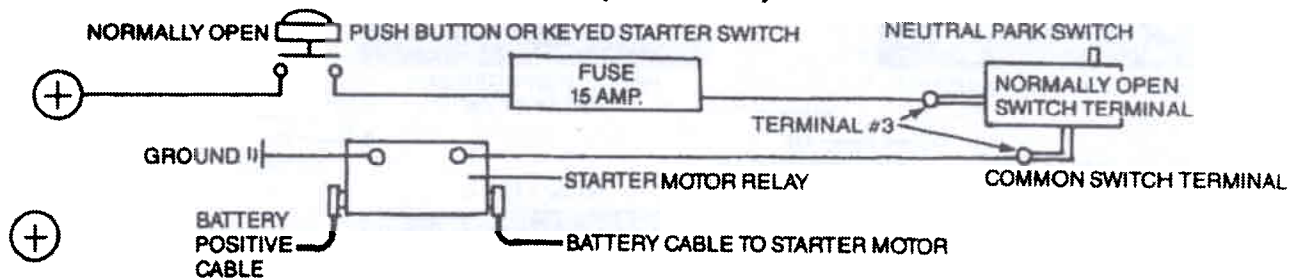 NORMALLY OPEN
PUSH BUTTON OR KEYED STARTER SWITCH
NEUTRAL PARK SWITCH
+
FUSE
15 AMP.
NORMALLY OPEN
SWITCH TERMINAL
TERMINAL #3
GROUND
STARTER MOTOR RELAY
COMMON SWITCH TERMINAL
+
BATTERY
POSITIVE
CABLE
BATTERY CABLE TO STARTER MOTOR